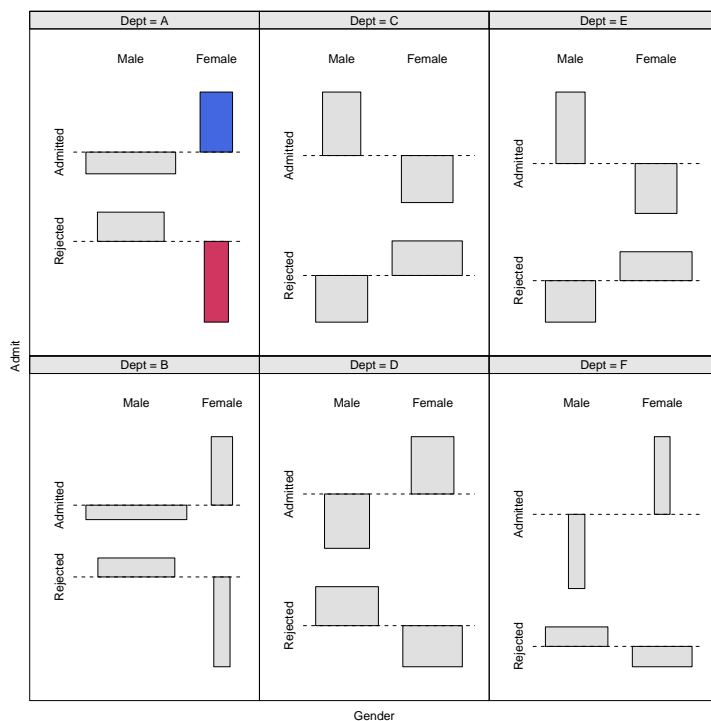 Dept = A
Dept = C
Dept = E
Male Female
Male Female
Male Female
Admitted
Rejected
Admitted
Rejected
Admitted
Rejected
Admit
Dept = B
Dept = D
Dept = F
Male Female
Male Female
Male Female
Admitted
Rejected
Admitted
Rejected
Admitted
Rejected
Gender